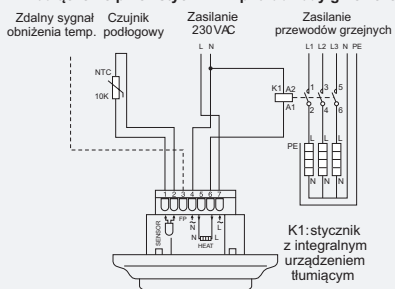 Zdalny sygnał
obniżenia temp.
Czujnik
podłogowy
Zasilanie
230VAC
Zasilanie
przewodów grzejnych
L N
L1 L2 L3 N PE
NTC
10K
K1
A2
A1
1 3 5
2 4 6
PE
L L L
N N N
1 2 3 4 5 6 7
SENSOR
FP
N
L
N L
HEAT
K1:stycznik
z integralnym
urządzeniem
tłumiącym